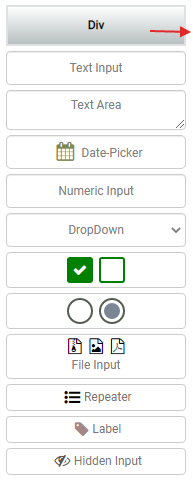 Div
Text Input
Text Area
Date-Picker
Numeric Input
DropDown
File Input
Repeater
Label
Hidden Input